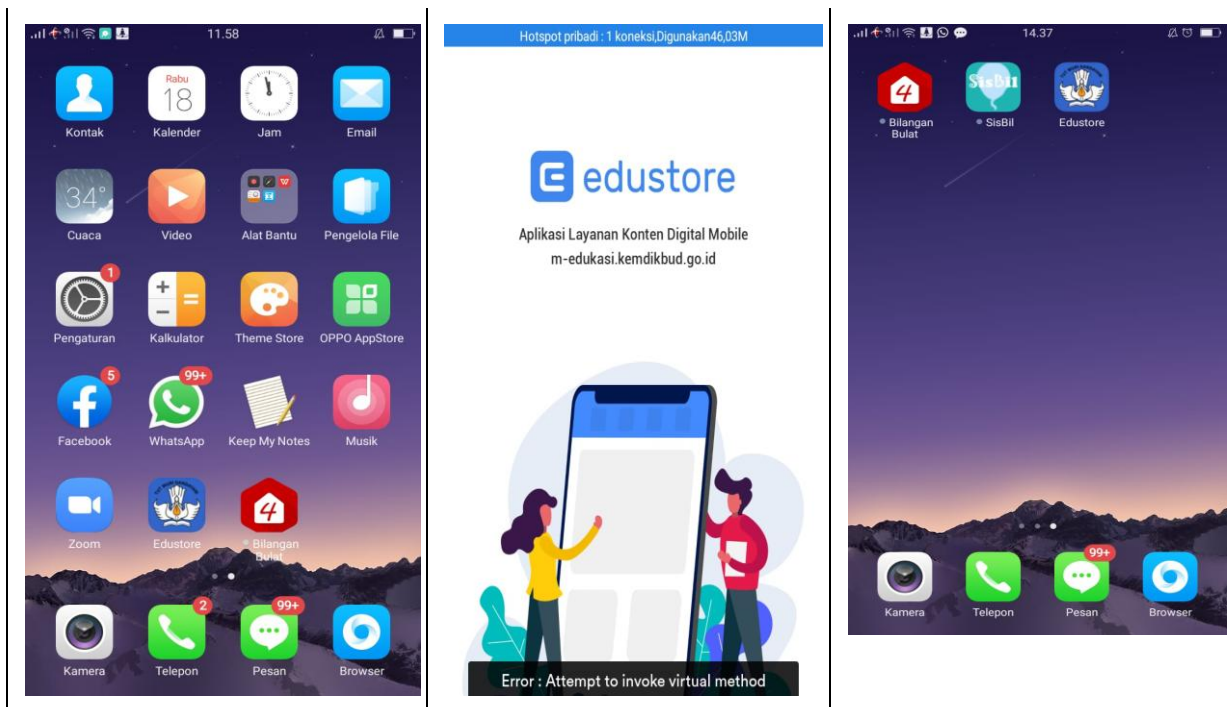 11.58
Rabu
18
Kontak Kalender Jam Email
34°
Cuaca Video Alat Bantu Pengelola File
1
Pengaturan Kalkulator Theme Store OPPO AppStore
5 99+
Facebook WhatsApp Keep My Notes Musik
4
Zoom Edustore Bilangan
Bulat
2 99+
Kamera Telepon Pesan Browser
Hotspot pribadi : 1 koneksi,Digunakan46,03M
edustore
Aplikasi Layanan Konten Digital Mobile
m-edukasi.kemdikbud.go.id
Error : Attempt to invoke virtual method
14.37
4 SisBil
Bilangan SisBil Edustore
Bulat
99+
Kamera Telepon Pesan Browser